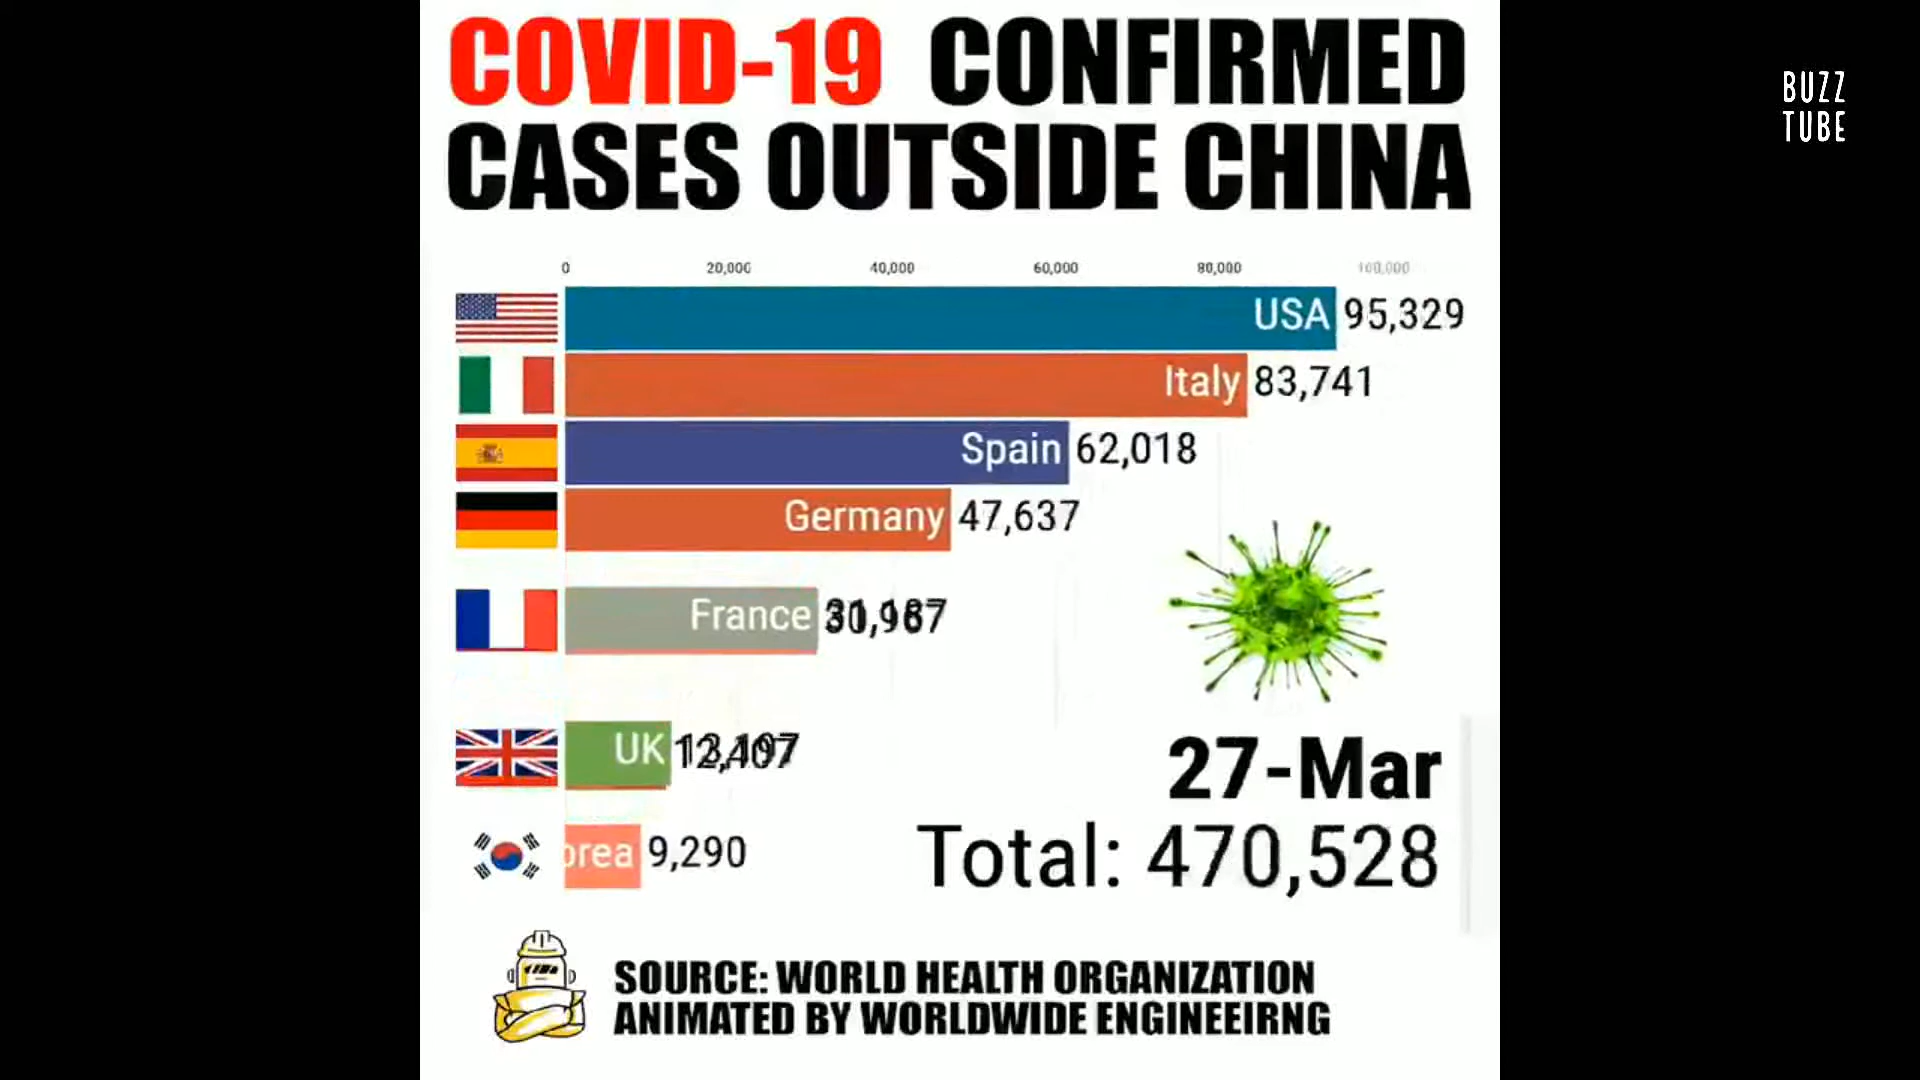 COVID-19 CONFIRMED
CASES OUTSIDE CHINA
BUZZ
TUBE
0 20,000 40,000 60,000 80,000 100,000
USA 95,329
Italy 83,741
Spain 62,018
Germany 47,637
France
UK
orea 9,290
27-Mar
Total: 470,528
SOURCE: WORLD HEALTH ORGANIZATION
ANIMATED BY WORLDWIDE ENGINEEIRNG